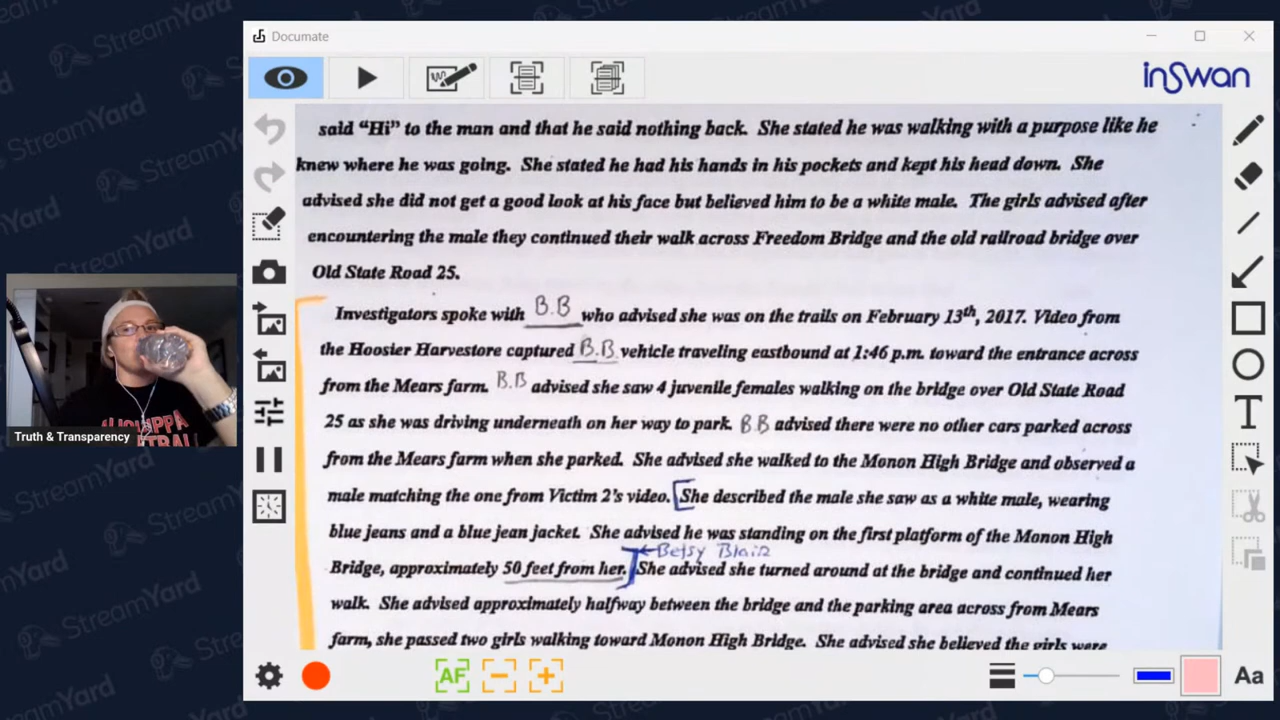 StreamYard
StreamYard
Documate
inSwan
said “Hi” to the man and that he said nothing back. She stated he was walking with a purpose like he
knew where he was going. She stated he had his hands in his pockets and kept his head down. She
advised she did not get a good look at his face but believed him to be a white male. The girls advised after
encountering the male they continued their walk across Freedom Bridge and the old railroad bridge over
Old State Road 25.
Investigators spoke with B.B who advised she was on the trails on February 13th, 2017. Video from
the Hoosier Harvestore captured B.B vehicle traveling eastbound at 1:46 p.m. toward the entrance across
from the Mears farm. B.B advised she saw 4 juvenile females walking on the bridge over Old State Road
25 as she was driving underneath on her way to park. B B advised there were no other cars parked across
from the Mears farm when she parked. She advised she walked to the Monon High Bridge and observed a
male matching the one from Victim 2's video. [She described the male she saw as a white male, wearing
blue jeans and a blue jean jacket. She advised he was standing on the first platform of the Monon High
Betsy Blair
Bridge, approximately 50 feet from her.] She advised she turned around at the bridge and continued her
walk. She advised approximately halfway between the bridge and the parking area across from Mears
farm, she passed two girls walking toward Monon High Bridge. She advised she believed the girls were
Truth & Transparency
T
AF
Aa
StreamYard